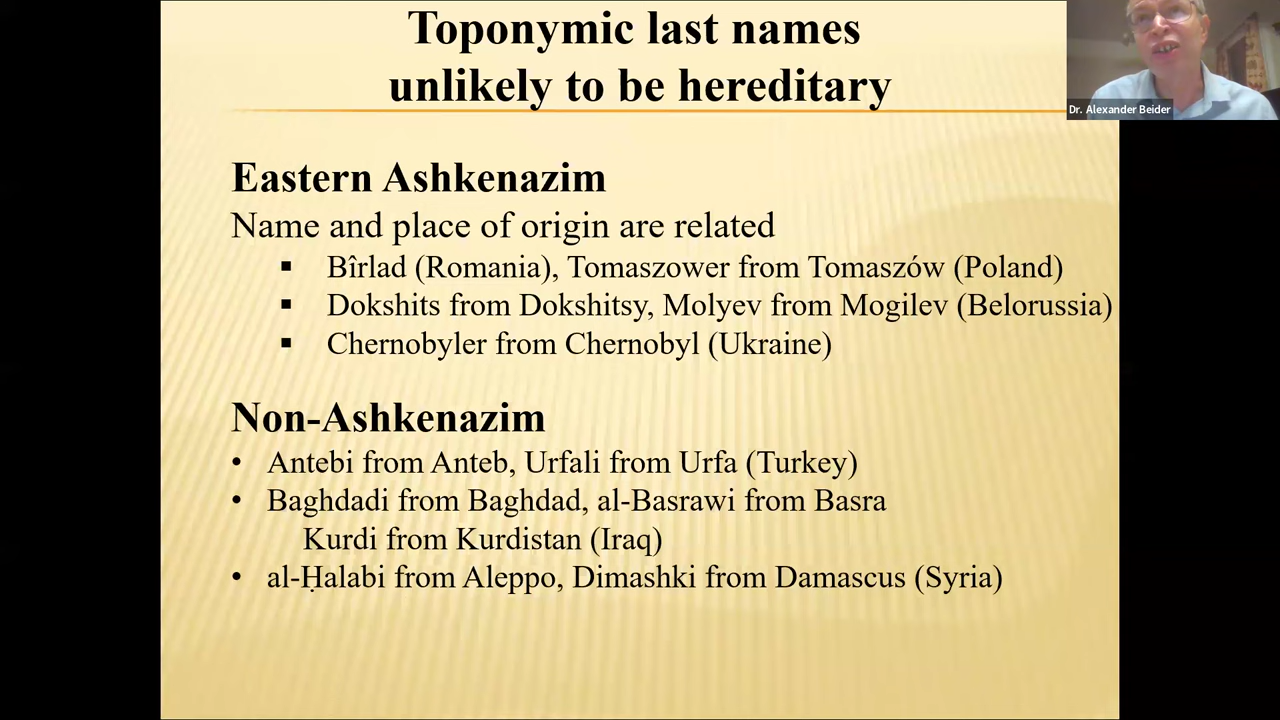 Toponymic last names
unlikely to be hereditary
Dr. Alexander Beider
Eastern Ashkenazim
Name and place of origin are related
▪ Bîrlad (Romania), Tomaszower from Tomaszów (Poland)
▪ Dokshits from Dokshitsy, Molyev from Mogilev (Belorussia)
▪ Chernobyler from Chernobyl (Ukraine)
Non-Ashkenazim
• Antebi from Anteb, Urfali from Urfa (Turkey)
• Baghdadi from Baghdad, al-Basrawi from Basra
Kurdi from Kurdistan (Iraq)
• al-Ḥalabi from Aleppo, Dimashki from Damascus (Syria)